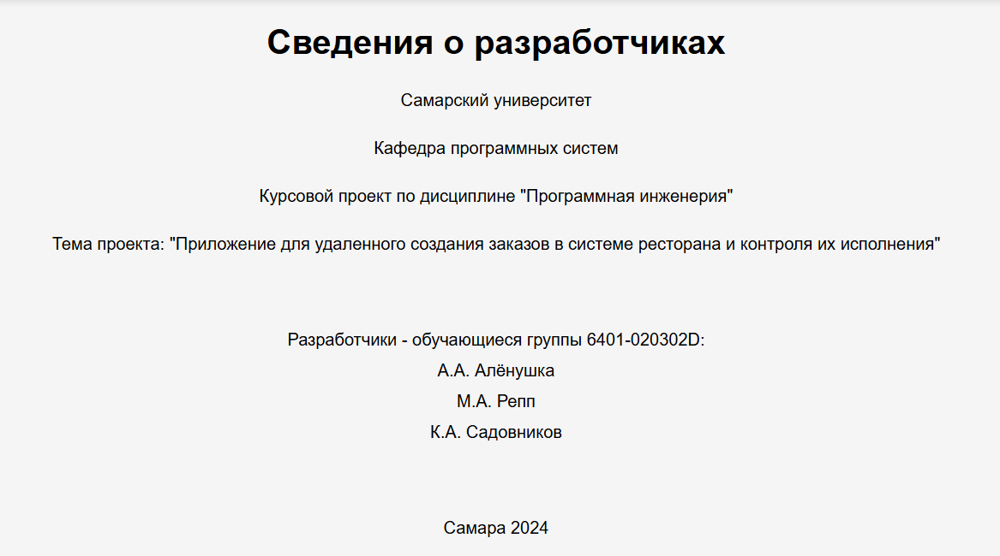 Сведения о разработчиках
Самарский университет
Кафедра программных систем
Курсовой проект по дисциплине "Программная инженерия"
Тема проекта: "Приложение для удаленного создания заказов в системе ресторана и контроля их исполнения"
Разработчики - обучающиеся группы 6401-020302D:
А.А. Алёнушка
М.А. Репп
К.А. Садовников
Самара 2024